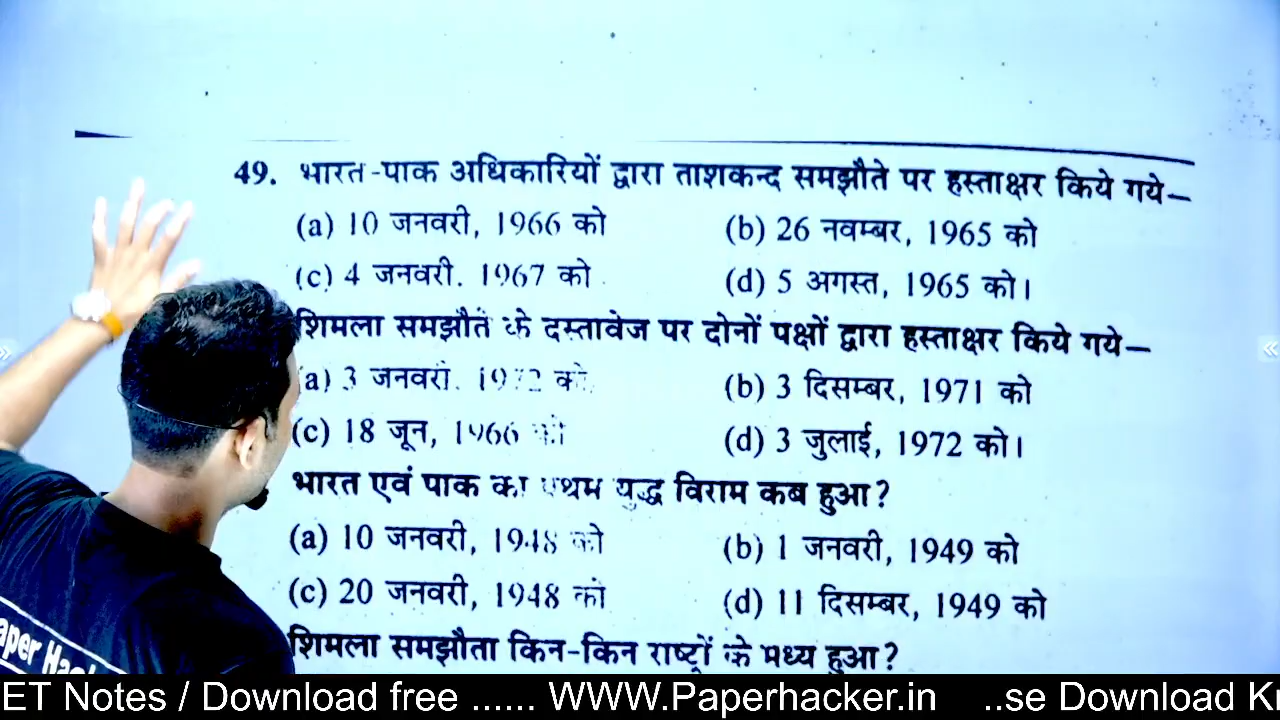 49. भारत-पाक अधिकारियों द्वारा ताशकन्द समझौते पर हस्ताक्षर किये गये—
(a) 10 जनवरी, 1966 को (b) 26 नवम्बर, 1965 को
(c) 4 जनवरी. 1967 को (d) 5 अगस्त, 1965 को।
शिमला समझौते के दस्तावेज पर दोनों पक्षों द्वारा हस्ताक्षर किये गये—
(a) 3 जनवरी. 1972 को (b) 3 दिसम्बर, 1971 को
(c) 18 जून, 1966 को (d) 3 जुलाई, 1972 को।
भारत एवं पाक का प्रथम युद्ध विराम कब हुआ?
(a) 10 जनवरी, 1948 को (b) 1 जनवरी, 1949 को
(c) 20 जनवरी, 1948 को (d) 11 दिसम्बर, 1949 को
शिमला समझौता किन-किन राष्ट्रों के मध्य हुआ?
aper Hac
ET Notes / Download free ...... WWW.Paperhacker.in ..se Download